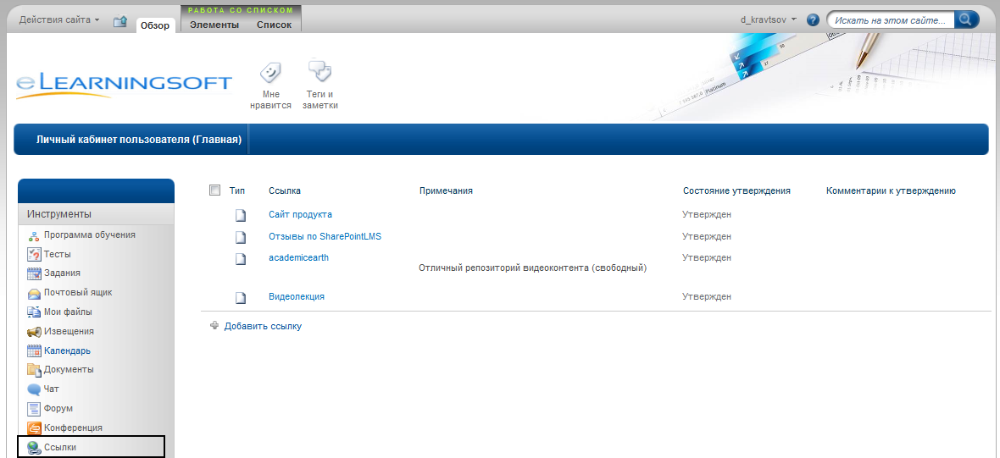 РАБОТА СО СПИСКОМ
Действия сайта
Обзор
Элементы
Список
d_kravtsov
Искать на этом сайте...
eLearningsoft
Мне
нравится
Теги и
заметки
Platinum
Личный кабинет пользователя (Главная)
Инструменты
Программа обучения
Тесты
Задания
Почтовый ящик
Мои файлы
Извещения
Календарь
Документы
Чат
Форум
Конференция
Ссылки
Тип Ссылка Примечания Состояние утверждения Комментарии к утверждению
Сайт продукта Утвержден
Отзывы по SharePointLMS Утвержден
academicearth Утвержден
Отличный репозиторий видеоконтента (свободный)
Видеолекция Утвержден
Добавить ссылку